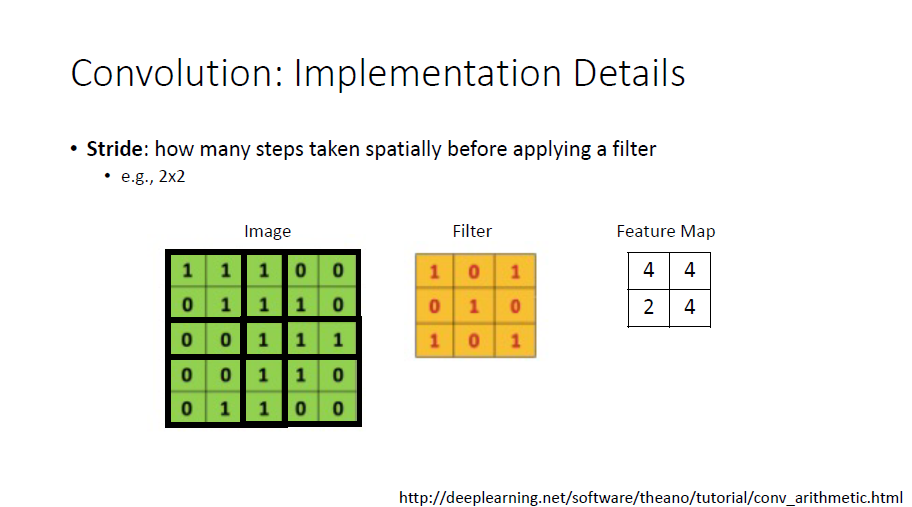 Convolution: Implementation Details
• Stride: how many steps taken spatially before applying a filter
• e.g., 2x2
Image
1 1 1 0 0
0 1 1 1 0
0 0 1 1 1
0 0 1 1 0
0 1 1 0 0
Filter
1 0 1
0 1 0
1 0 1
Feature Map
4 4
2 4
http://deeplearning.net/software/theano/tutorial/conv_arithmetic.html